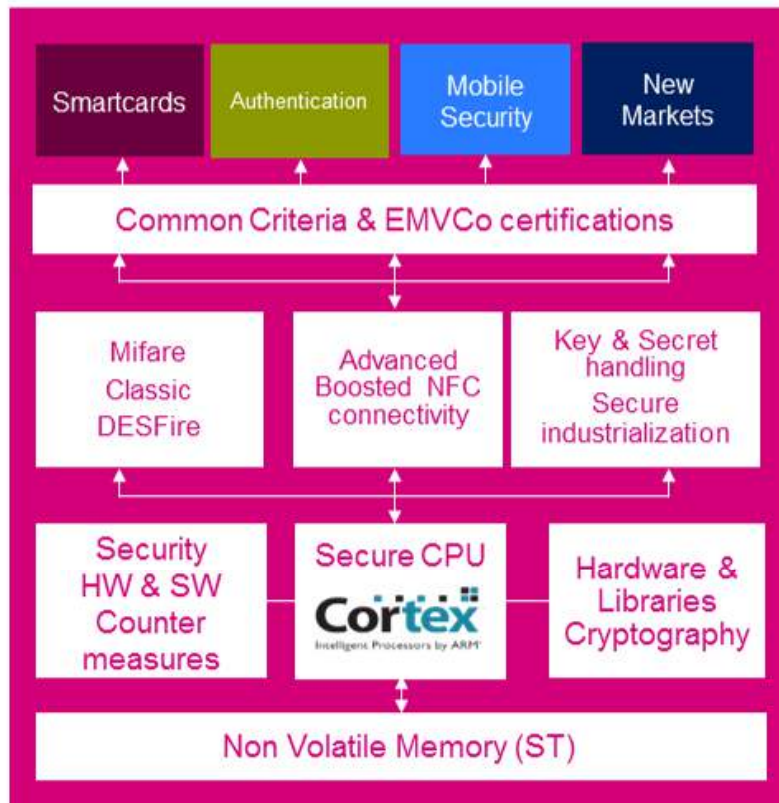 Smartcards
Authentication
Mobile
Security
New
Markets
Common Criteria & EMVCo certifications
Mifare
Classic
DESFire
Advanced
Boosted NFC
connectivity
Key & Secret
handling
Secure
industrialization
Security
HW & SW
Counter
measures
Secure CPU
Cortex
Intelligent Processors by ARM®
Hardware &
Libraries
Cryptography
Non Volatile Memory (ST)